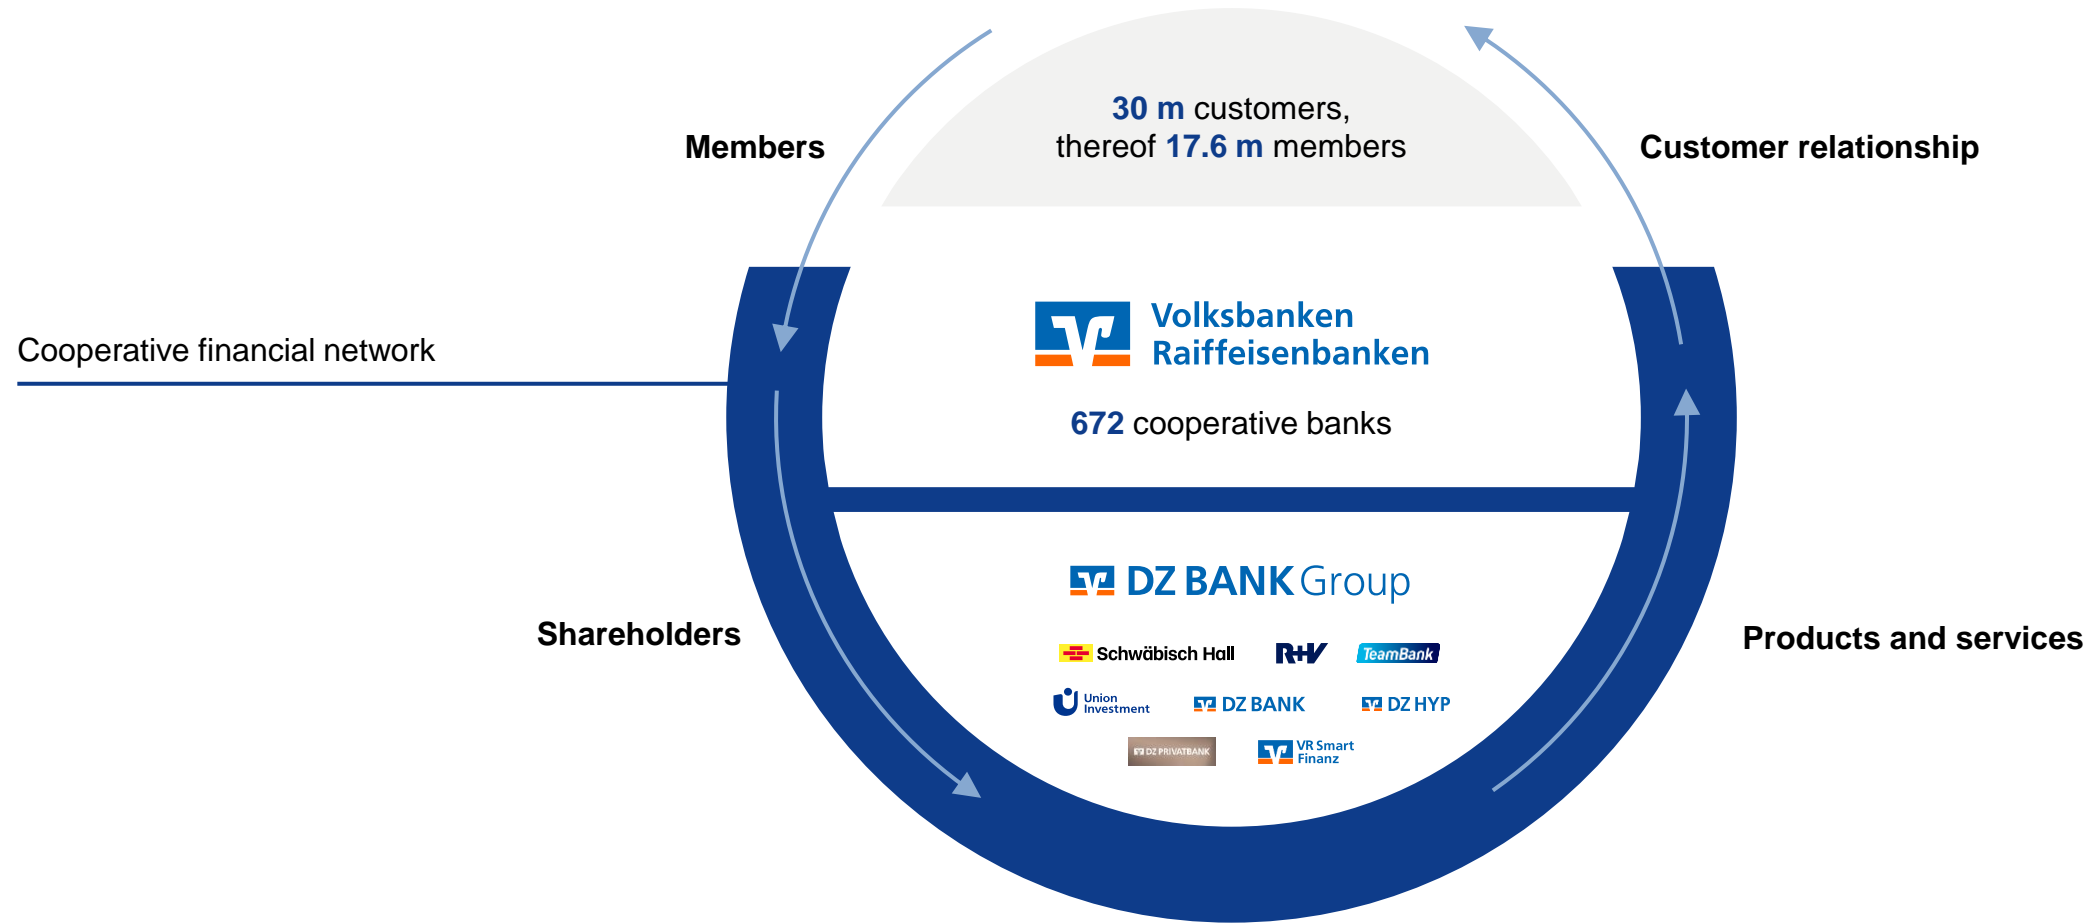 30 m customers,
thereof 17.6 m members
Members
Customer relationship
Volksbanken
Raiffeisenbanken
Cooperative financial network
672 cooperative banks
DZ BANK Group
Shareholders
Products and services
Schwäbisch Hall
R+V
TeamBank
Union
Investment
DZ BANK
DZ HYP
DZ PRIVATBANK
VR Smart
Finanz